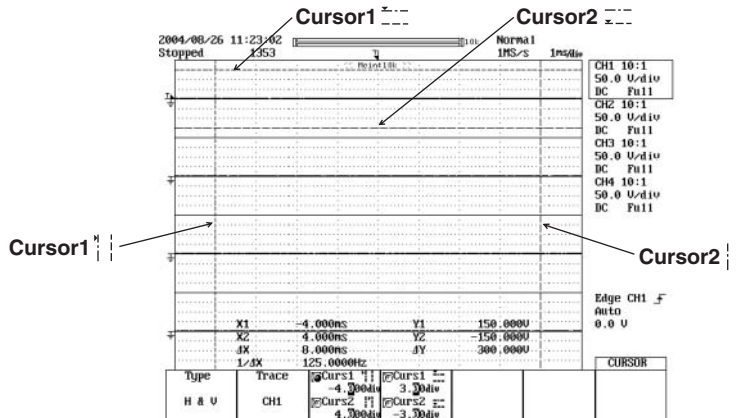 Cursor1
Cursor2
2004/08/26 11:23:02
Normal
Stopped 1353
1MS/s 1ms/div
CH1 10:1
50.0 V/div
DC Full
CH2 10:1
50.0 V/div
DC Full
CH3 10:1
50.0 V/div
DC Full
CH4 10:1
50.0 V/div
DC Full
Cursor1
Cursor2
Edge CH1
Auto
0.0 V
X1 -4.000ms Y1 150.000V
X2 4.000ms Y2 -150.000V
ΔX 8.000ms ΔY 300.000V
1/ΔX 125.0000Hz
CURSOR
Type Trace Curs1 Curs1
-4.000div 3.00div
H & V CH1 Curs2 Curs2
4.000div -3.00div